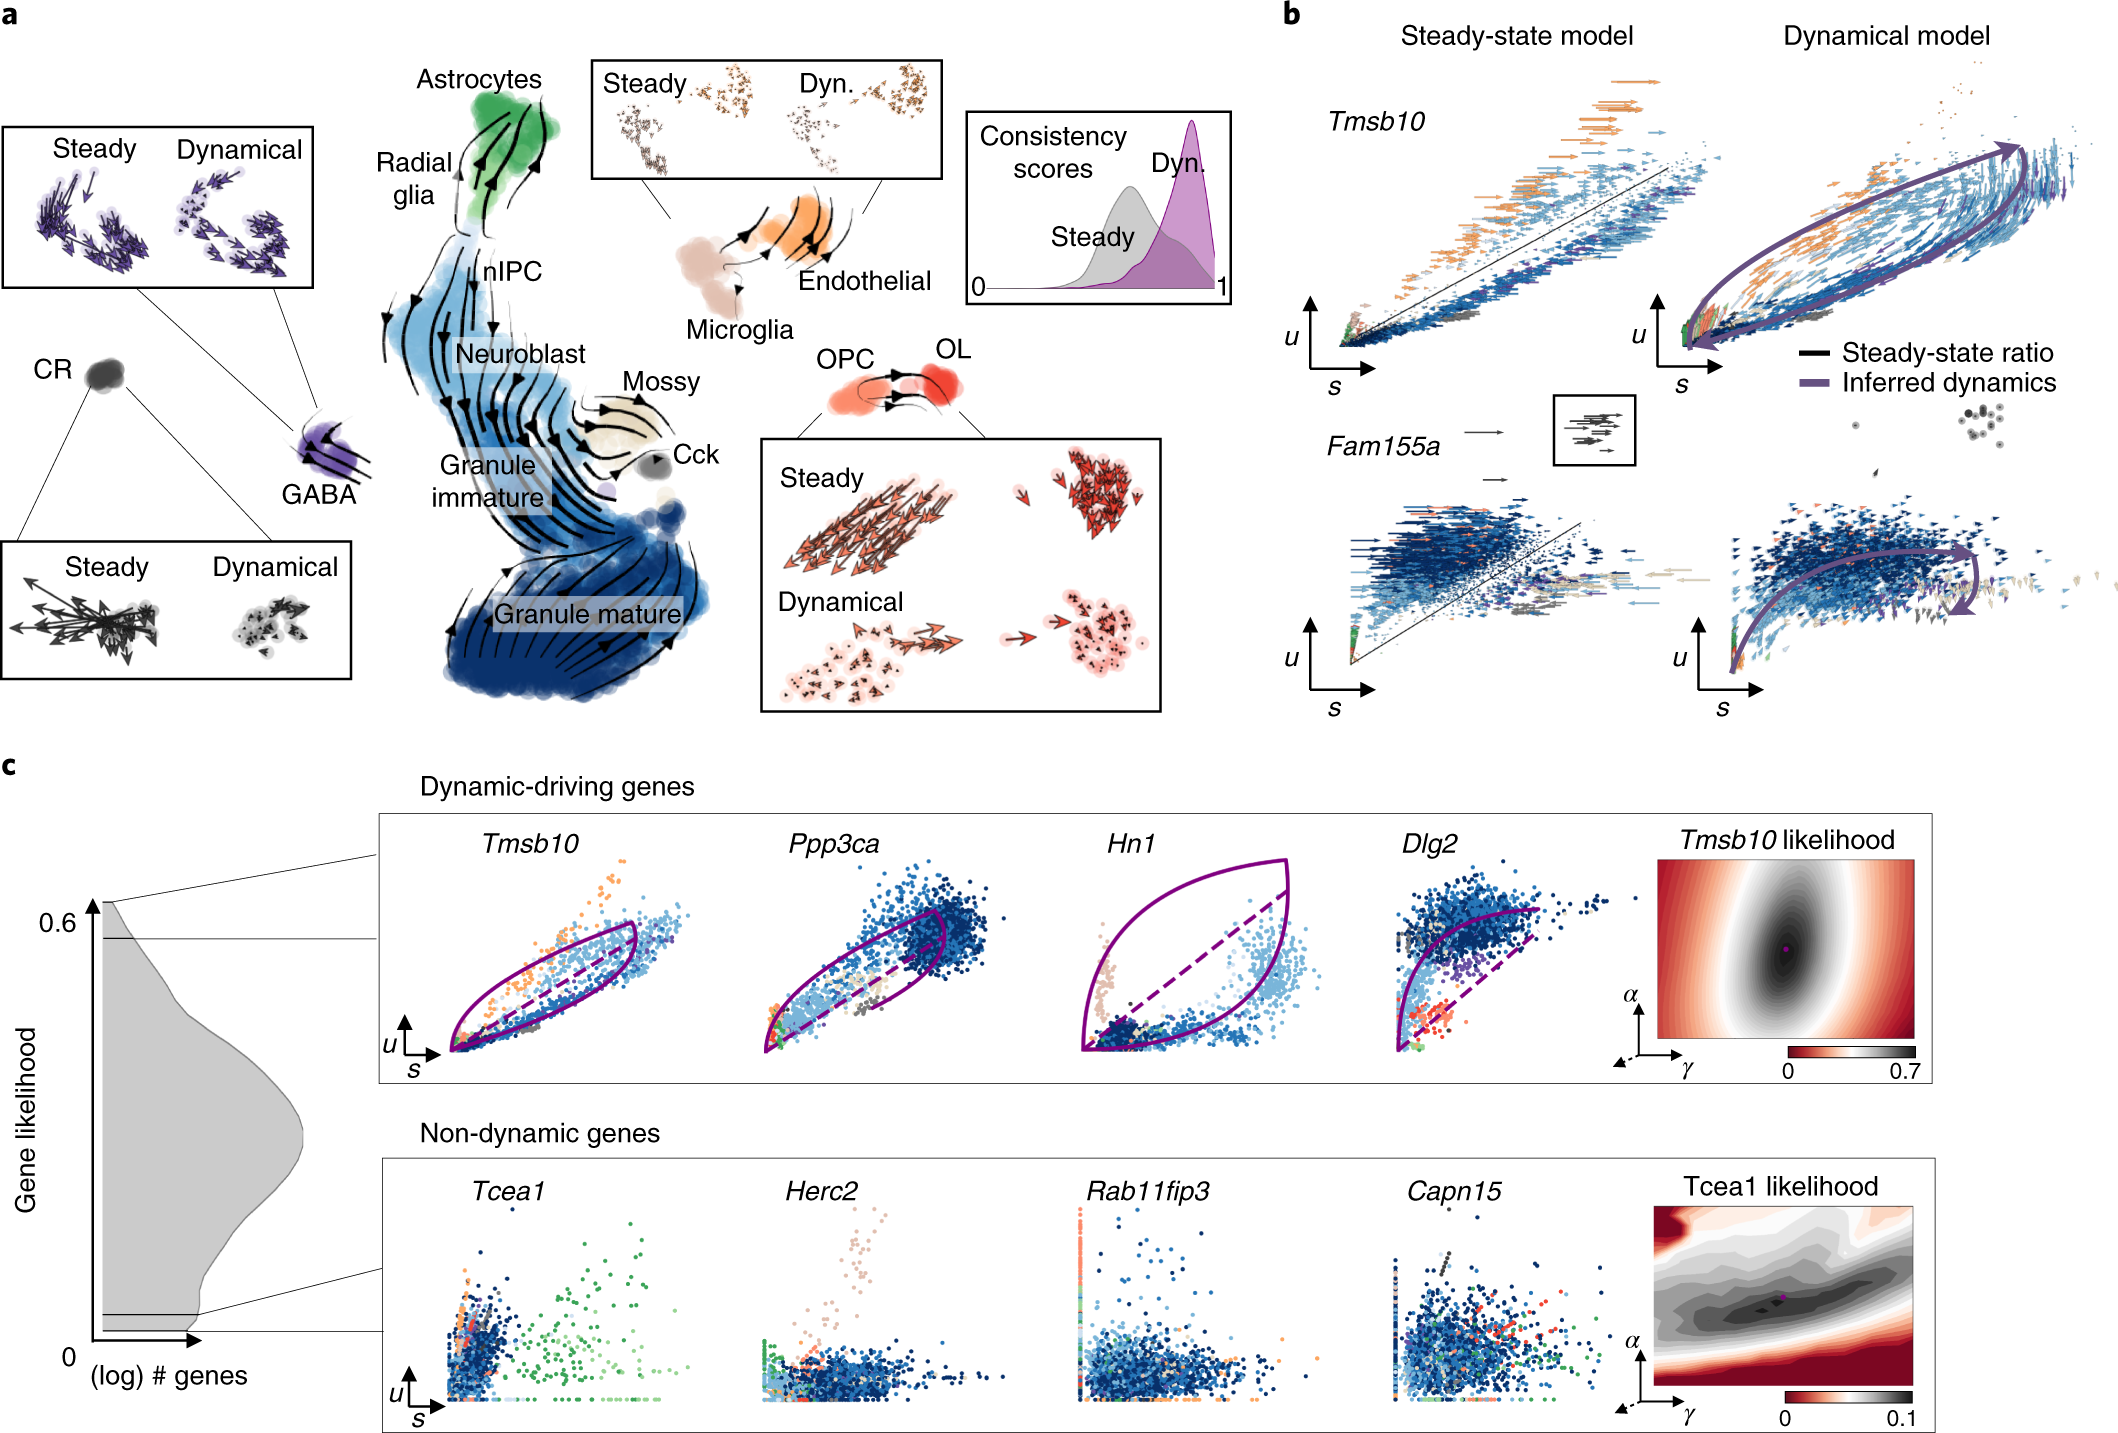 a
Astrocytes
Radial
glia
Steady
Dynamical
Steady
Dyn.
Consistency
scores
Dyn.
Steady
0
1
nIPC
Endothelial
Microglia
Neuroblast
CR
GABA
Mossy
Cck
OPC
OL
Granule
immature
Granule mature
Steady
Dynamical
Steady
Dynamical
b
Steady-state model
Dynamical model
Tmsb10
u
s
u
s
Steady-state ratio
Inferred dynamics
Fam155a
u
s
u
s
c
Gene likelihood
0.6
0
(log) # genes
Dynamic-driving genes
Tmsb10
Ppp3ca
Hn1
Dlg2
Tmsb10 likelihood
u
s
α
γ
0
0.7
Non-dynamic genes
Tcea1
Herc2
Rab11fip3
Capn15
Tcea1 likelihood
u
s
α
γ
0
0.1